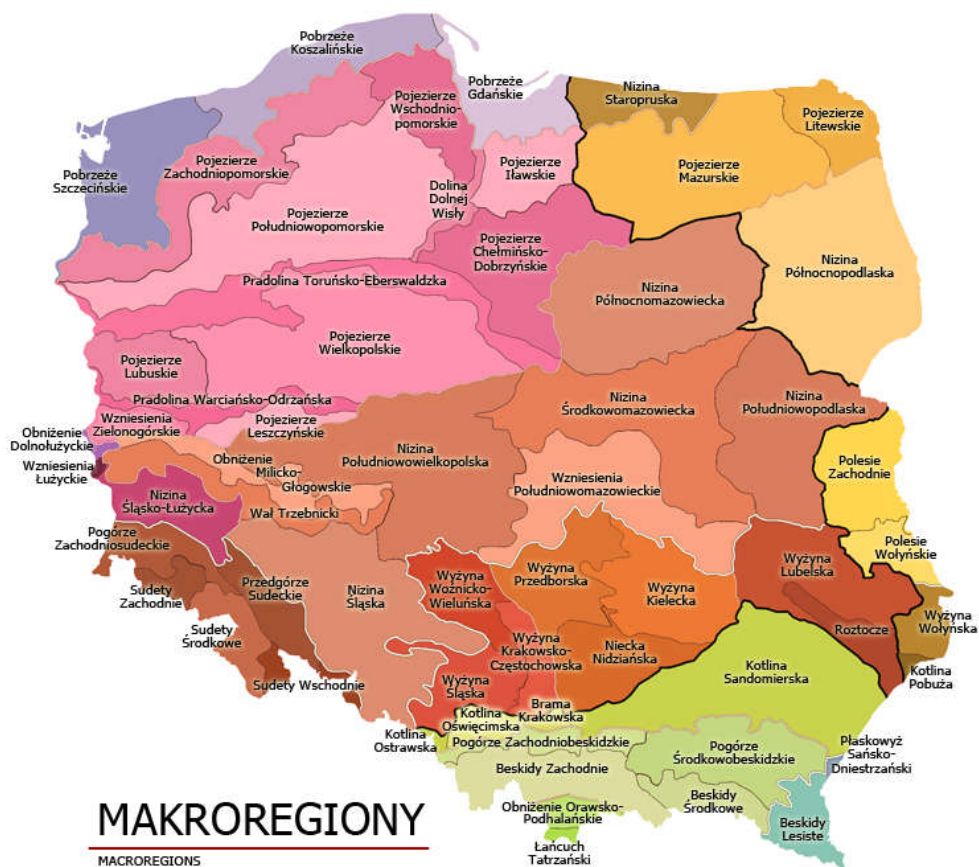 Pobrzeże
Koszalińskie
Pobrzeże
Gdańskie
Nizina
Staropruska
Pojezierze
Litewskie
Pojezierze
Wschodnio-
pomorskie
Pobrzeże
Szczecińskie
Pojezierze
Zachodniopomorskie
Pojezierze
Iławskie
Pojezierze
Mazurskie
Dolina
Dolnej
Wisły
Pojezierze
Południowopomorskie
Pojezierze
Chełmińsko-
Dobrzyńskie
Nizina
Północnopodlaska
Pradolina Toruńsko-Eberswaldzka
Nizina
Północnomazowiecka
Pojezierze
Wielkopolskie
Pojezierze
Lubuskie
Pradolina Warciańsko-Odrzańska
Nizina
Środkowomazowiecka
Nizina
Południowopodlaska
Wzniesienia
Zielonogórskie
Pojezierze
Leszczyńskie
Obniżenie
Dolnołużyckie
Wzniesienia
Łużyckie
Obniżenie
Milicko-
Głogowskie
Nizina
Południowowielkopolska
Polesie
Zachodnie
Wzniesienia
Południowomazowieckie
Nizina
Śląsko-Łużycka
Wał Trzebnicki
Pogórze
Zachodniosudeckie
Polesie
Wołyńskie
Wyżyna
Lubelska
Wyżyna
Przedborska
Wyżyna
Woźnicko-
Wieluńska
Wyżyna
Kielecka
Przedgórze
Sudeckie
Nizina
Śląska
Sudety
Zachodnie
Wyżyna
Wołyńska
Roztocze
Sudety
Środkowe
Wyżyna
Krakowsko-
Częstochowska
Niecka
Nidziańska
Kotlina
Sandomierska
Kotlina
Pobuża
Sudety Wschodnie
Wyżyna
Śląska
Brama
Krakowska
Kotlina
Oświęcimska
Kotlina
Ostrawska
Pogórze Zachodniobeskidzkie
Pogórze
Środkowobeskidzkie
Płaskowyż
Sańsko-
Dniestrzański
Beskidy Zachodnie
Beskidy
Środkowe
Obniżenie Orawsko-
Podhalańskie
Beskidy
Lesiste
Łańcuch
Tatrzański
MAKROREGIONY
MACROREGIONS